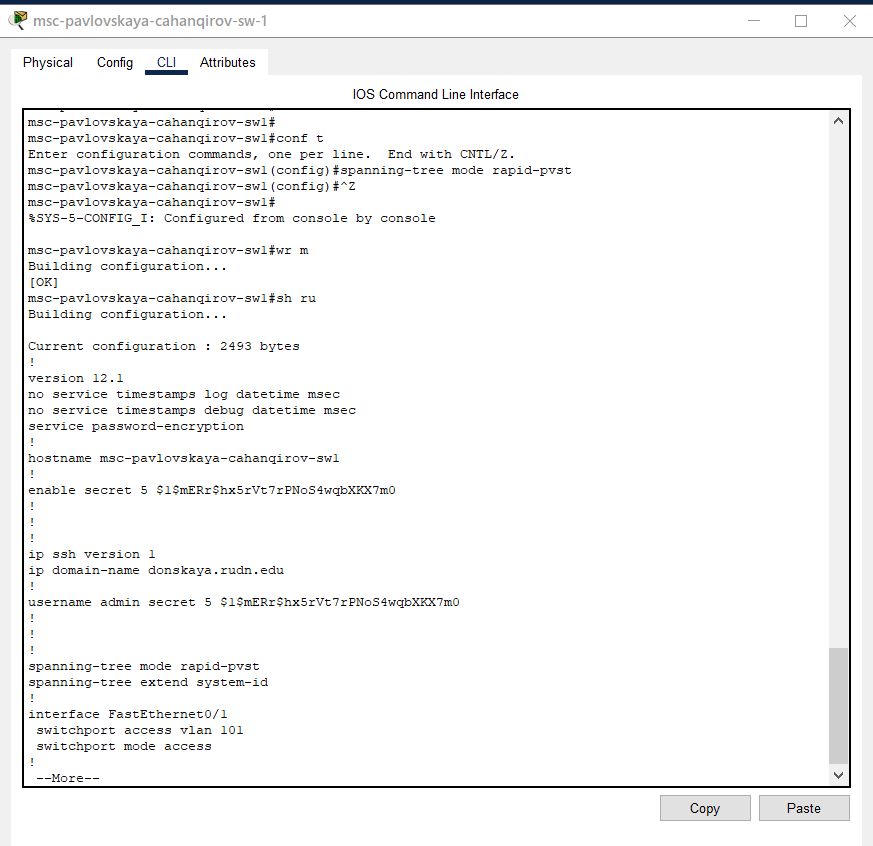 msc-pavlovskaya-cahanqirov-sw-1
Physical Config CLI Attributes
IOS Command Line Interface
msc-pavlovskaya-cahanqirov-sw1#
msc-pavlovskaya-cahanqirov-sw1#conf t
Enter configuration commands, one per line.  End with CNTL/Z.
msc-pavlovskaya-cahanqirov-sw1(config)#spanning-tree mode rapid-pvst
msc-pavlovskaya-cahanqirov-sw1(config)#^Z
msc-pavlovskaya-cahanqirov-sw1#
%SYS-5-CONFIG_I: Configured from console by console
msc-pavlovskaya-cahanqirov-sw1#wr m
Building configuration...
[OK]
msc-pavlovskaya-cahanqirov-sw1#sh ru
Building configuration...
Current configuration : 2493 bytes
!
version 12.1
no service timestamps log datetime msec
no service timestamps debug datetime msec
service password-encryption
!
hostname msc-pavlovskaya-cahanqirov-sw1
!
enable secret 5 $1$mERr$hx5rVt7rPNoS4wqbXKX7m0
!
!
!
ip ssh version 1
ip domain-name donskaya.rudn.edu
!
username admin secret 5 $1$mERr$hx5rVt7rPNoS4wqbXKX7m0
!
!
!
spanning-tree mode rapid-pvst
spanning-tree extend system-id
!
interface FastEthernet0/1
 switchport access vlan 101
 switchport mode access
!
 --More--
Copy Paste